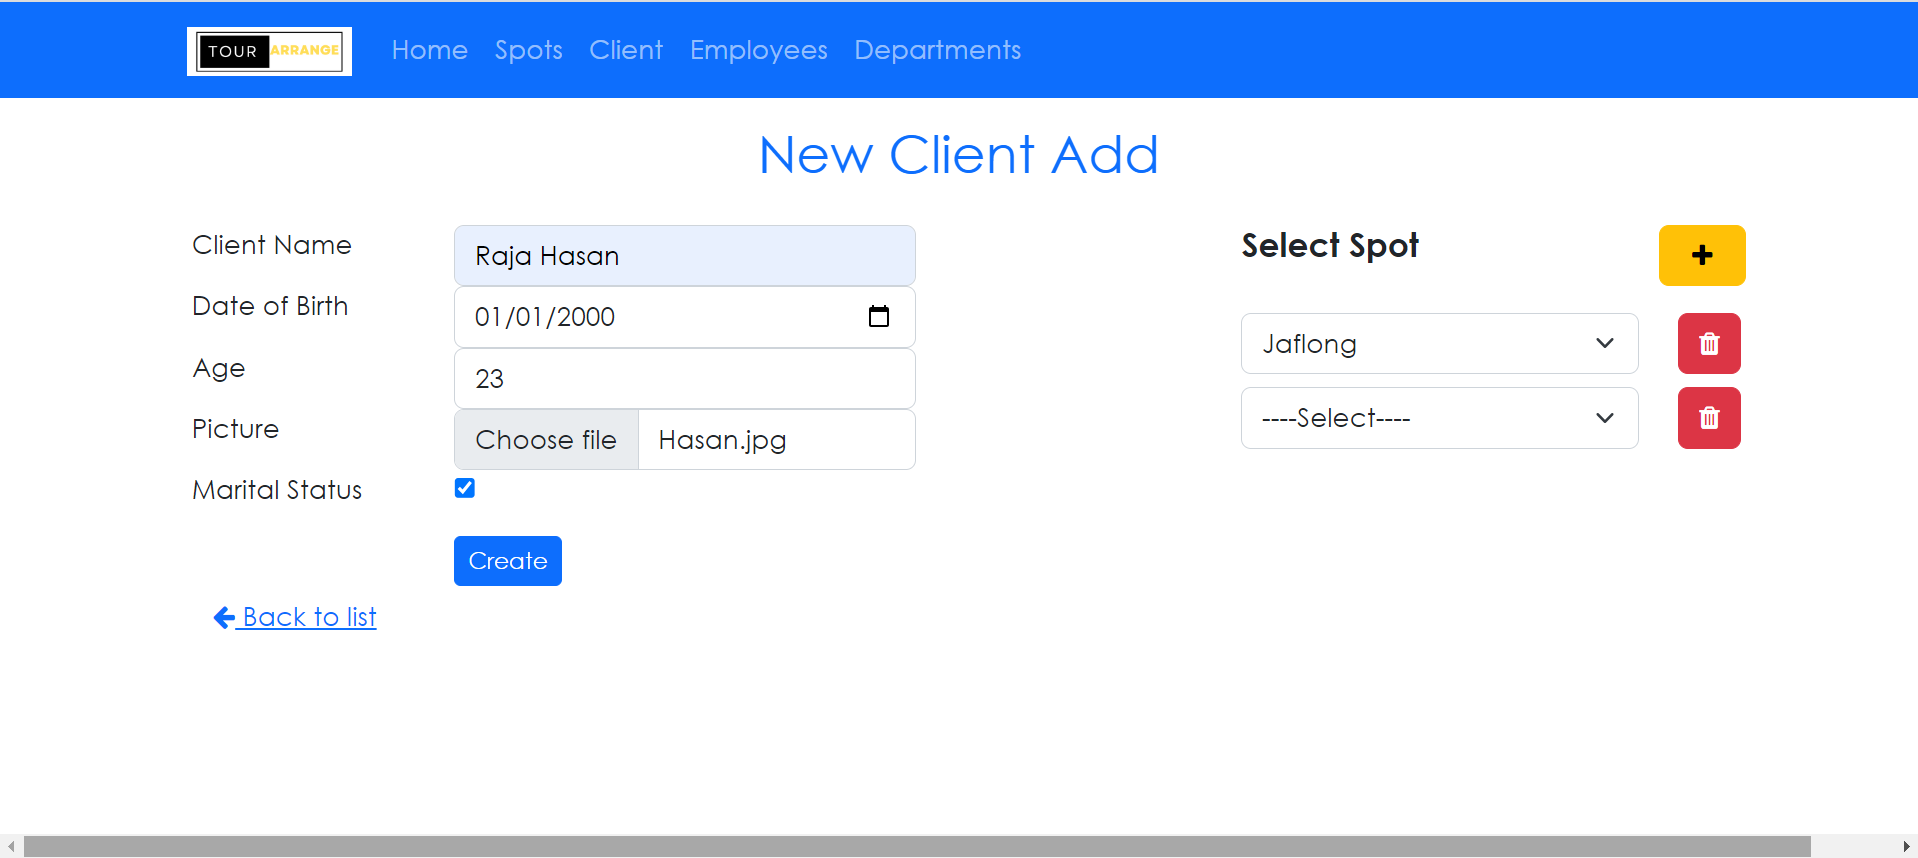 TOUR ARRANGE Home Spots Client Employees Departments
New Client Add
Client Name Raja Hasan
Date of Birth 01/01/2000
Age 23
Picture Choose file Hasan.jpg
Marital Status
Create
Back to list
Select Spot
Jaflong
----Select----